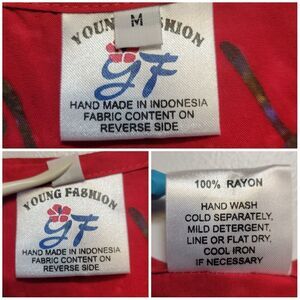 YOUNG FASHION
M
yF
HAND MADE IN INDONESIA
FABRIC CONTENT ON
REVERSE SIDE
YOUNG FASHION
yF
HAND MADE IN INDONESIA
FABRIC CONTENT ON
REVERSE SIDE
100% RAYON
HAND WASH
COLD SEPARATELY,
MILD DETERGENT,
LINE OR FLAT DRY,
COOL IRON
IF NECESSARY